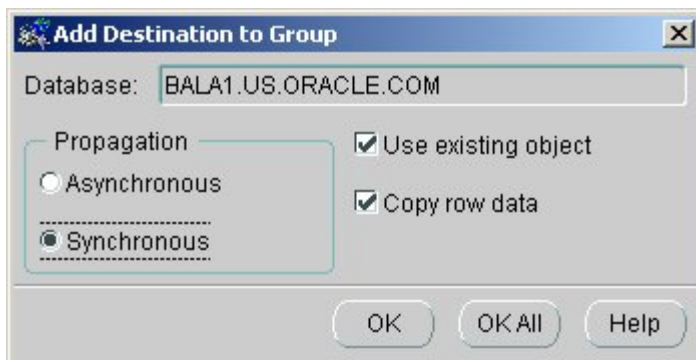 Add Destination to Group
Database: BALA1.US.ORACLE.COM
Propagation
Asynchronous
Synchronous
Use existing object
Copy row data
OK
OK All
Help